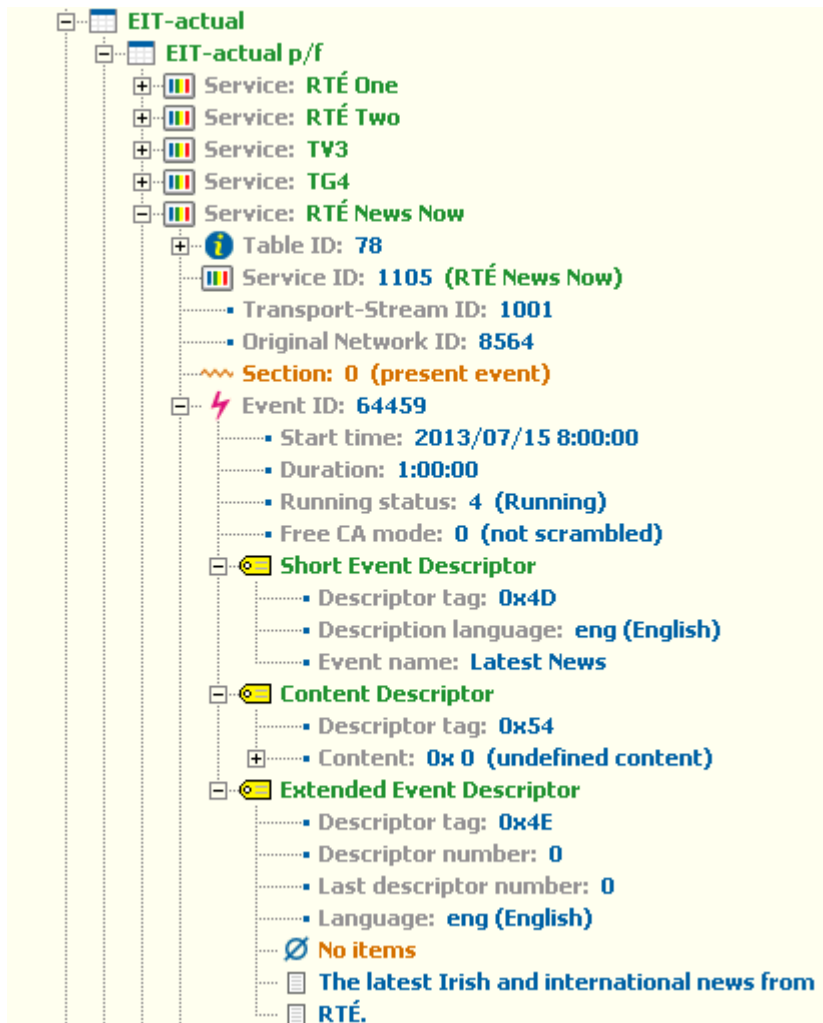 EIT-actual
EIT-actual p/f
Service: RTÉ One
Service: RTÉ Two
Service: TV3
Service: TG4
Service: RTÉ News Now
Table ID: 78
Service ID: 1105 (RTÉ News Now)
Transport-Stream ID: 1001
Original Network ID: 8564
Section: 0 (present event)
Event ID: 64459
Start time: 2013/07/15 8:00:00
Duration: 1:00:00
Running status: 4 (Running)
Free CA mode: 0 (not scrambled)
Short Event Descriptor
Descriptor tag: 0x4D
Description language: eng (English)
Event name: Latest News
Content Descriptor
Descriptor tag: 0x54
Content: 0x 0 (undefined content)
Extended Event Descriptor
Descriptor tag: 0x4E
Descriptor number: 0
Last descriptor number: 0
Language: eng (English)
No items
The latest Irish and international news from
RTÉ.